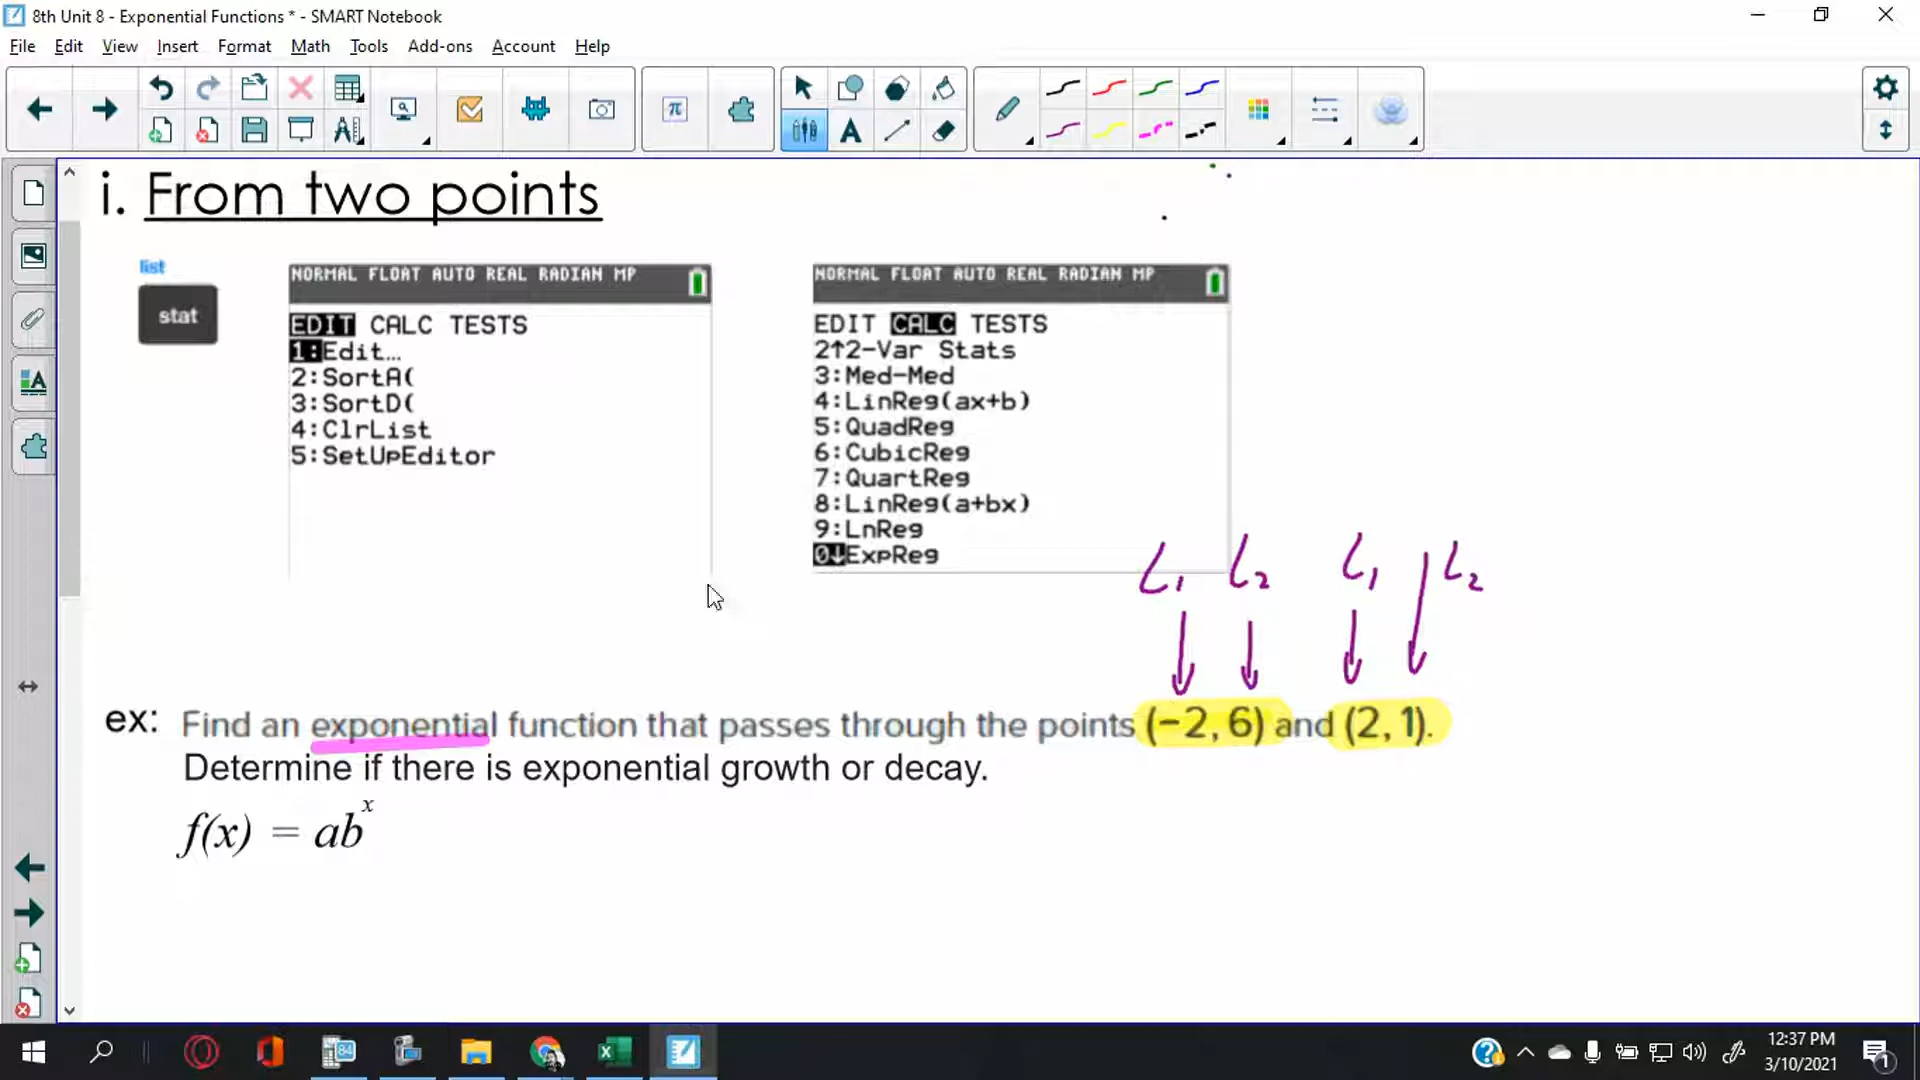 8th Unit 8 - Exponential Functions * - SMART Notebook
File Edit View Insert Format Math Tools Add-ons Account Help
i. From two points
list
stat
NORMAL FLOAT AUTO REAL RADIAN MP
EDIT CALC TESTS
1:Edit…
2:SortA(
3:SortD(
4:ClrList
5:SetUpEditor
NORMAL FLOAT AUTO REAL RADIAN MP
EDIT CALC TESTS
2↑2-Var Stats
3:Med-Med
4:LinReg(ax+b)
5:QuadReg
6:CubicReg
7:QuartReg
8:LinReg(a+bx)
9:LnReg
0↓ExpReg
L₁ L₂ L₁ L₂
ex: Find an exponential function that passes through the points (−2, 6) and (2, 1).
Determine if there is exponential growth or decay.
f(x) = abˣ
12:37 PM
3/10/2021